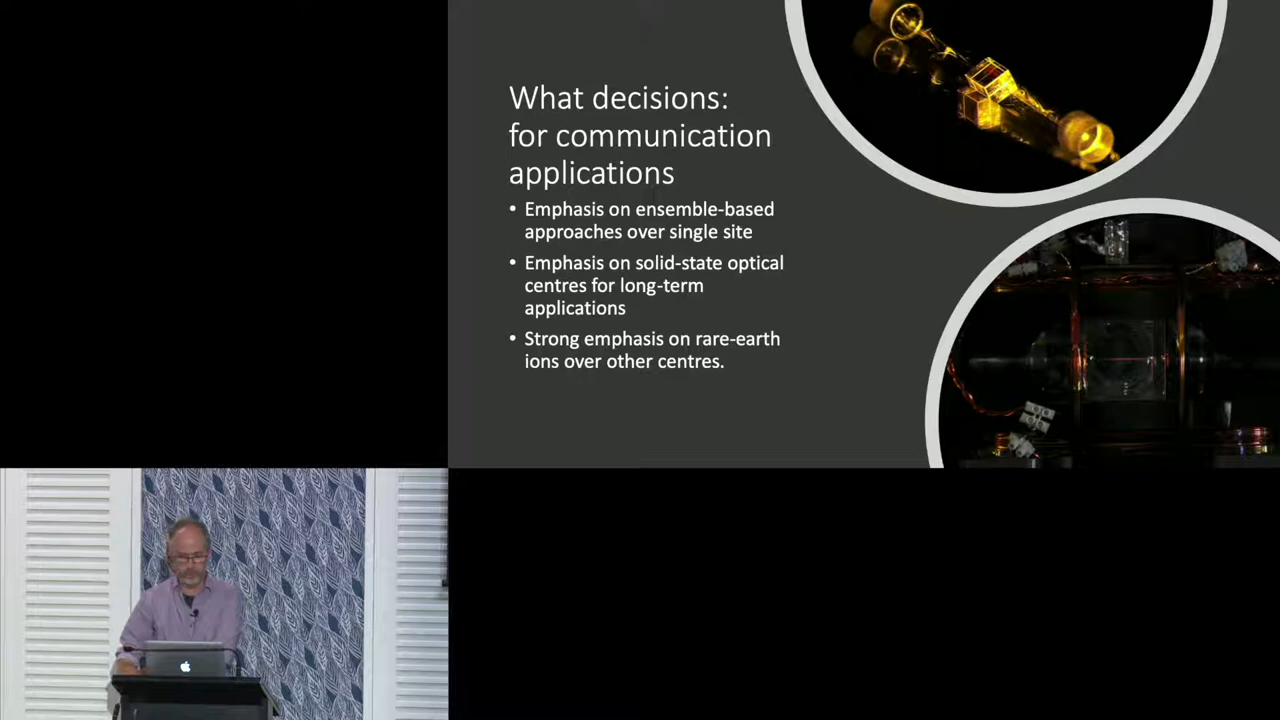 What decisions:
for communication
applications
• Emphasis on ensemble-based
approaches over single site
• Emphasis on solid-state optical
centres for long-term
applications
• Strong emphasis on rare-earth
ions over other centres.